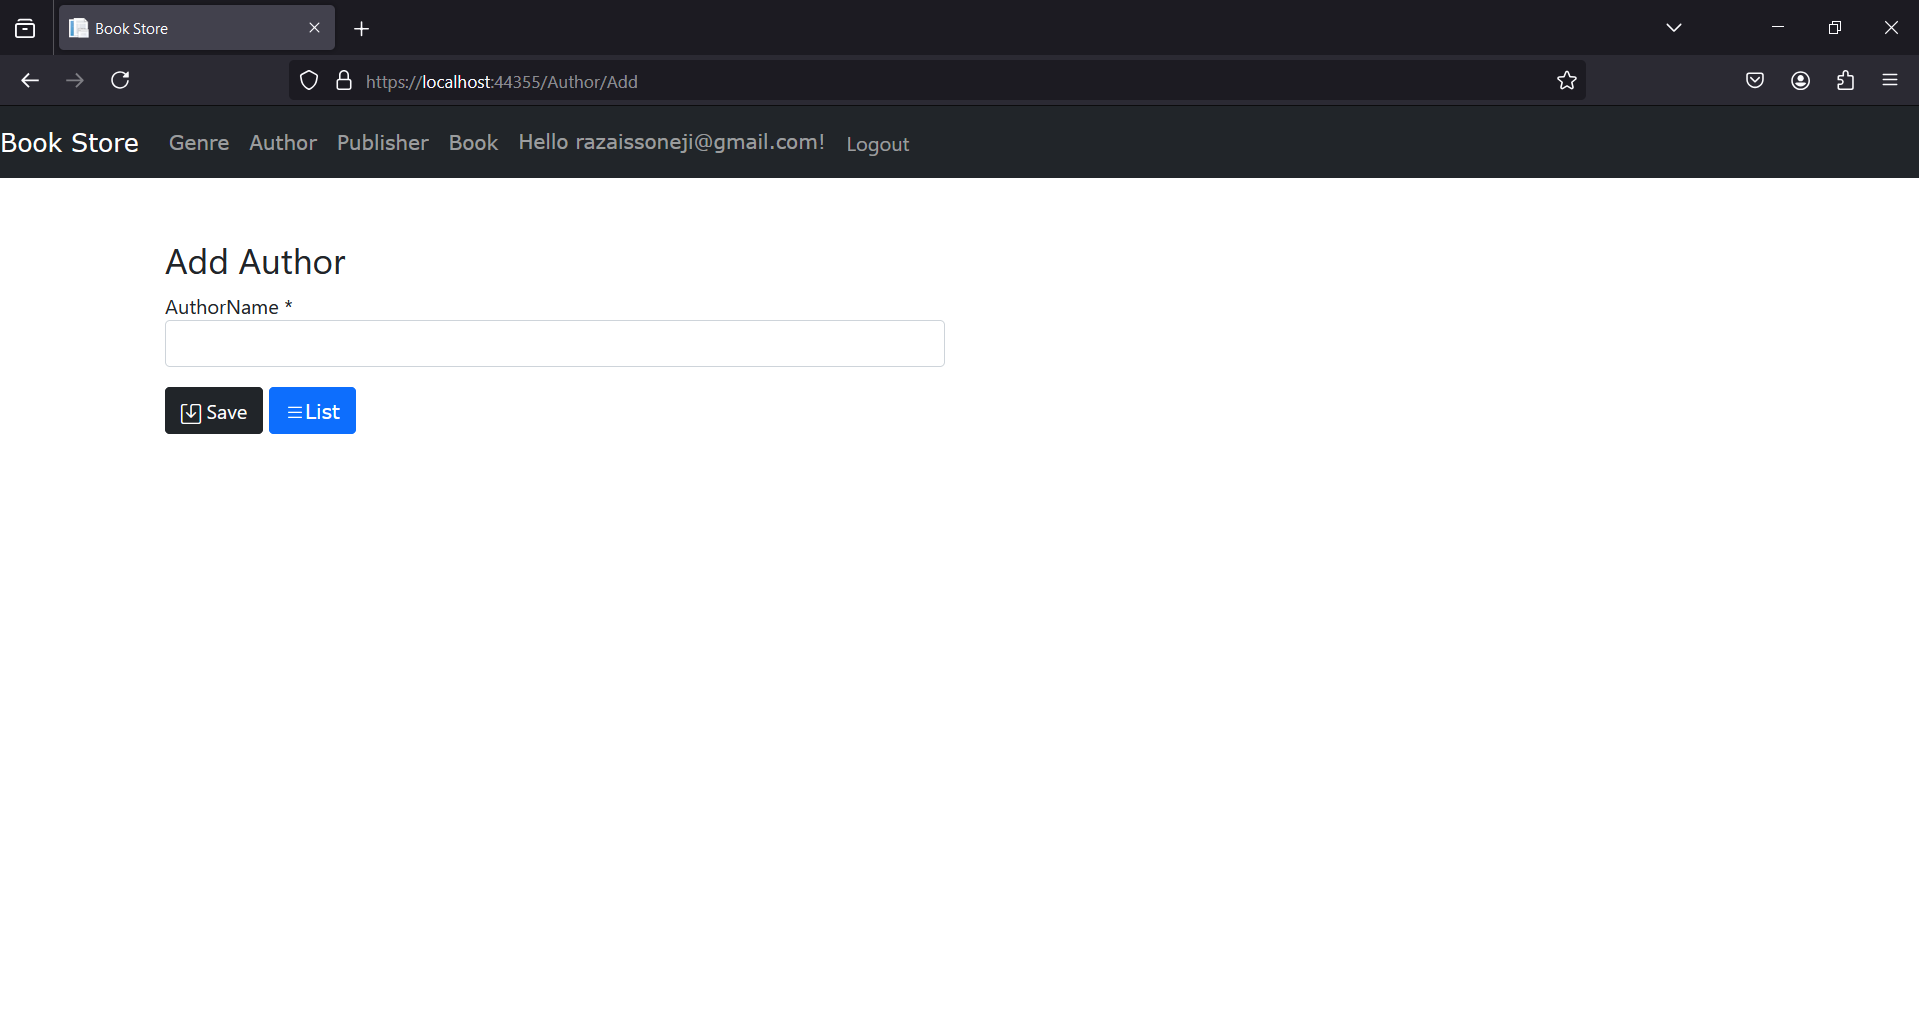 Book Store
https://localhost:44355/Author/Add
Book Store Genre Author Publisher Book Hello razaissoneji@gmail.com! Logout
Add Author
AuthorName *
Save List